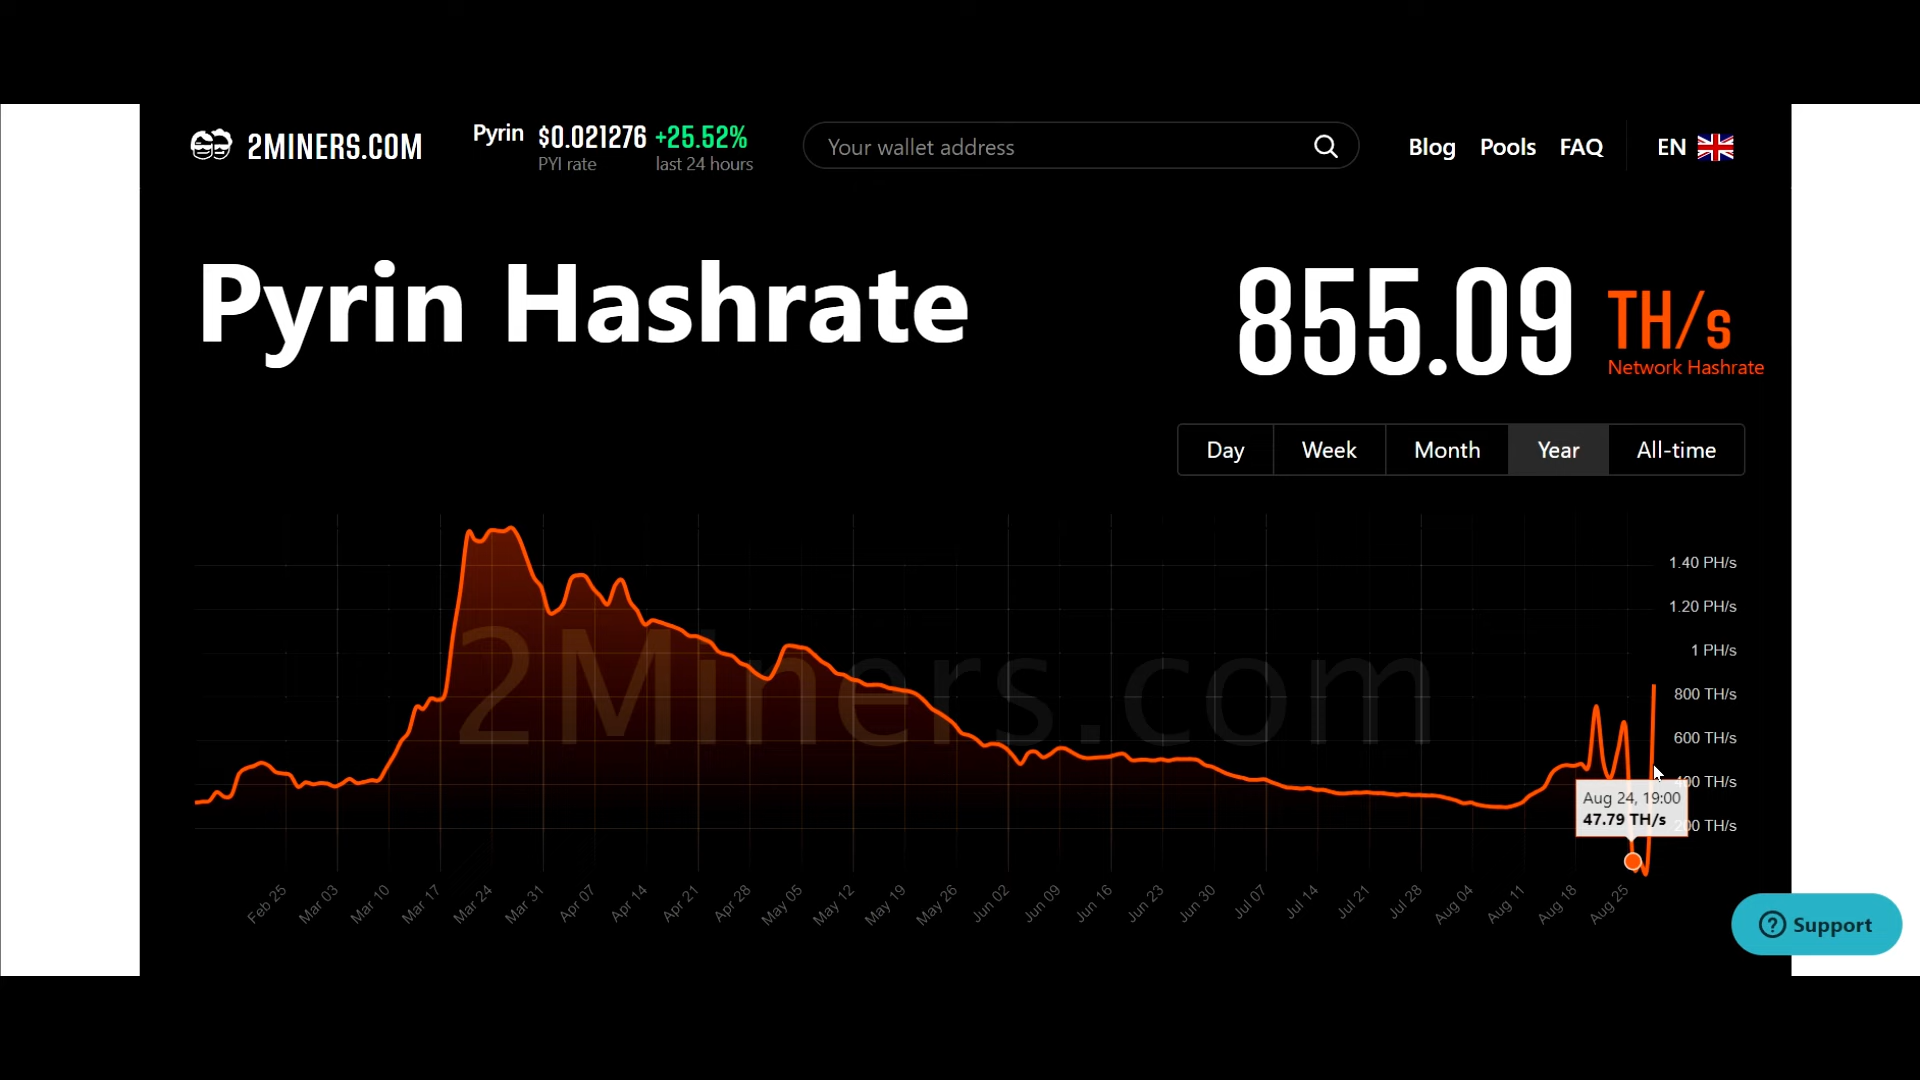 2MINERS.COM
Pyrin $0.021276 +25.52%
PYI rate last 24 hours
Your wallet address
Blog Pools FAQ EN
Pyrin Hashrate
855.09 TH/s
Network Hashrate
Day Week Month Year All-time
2Miners.com
1.40 PH/s
1.20 PH/s
1 PH/s
800 TH/s
600 TH/s
400 TH/s
200 TH/s
Aug 24, 19:00
47.79 TH/s
Feb 25 Mar 03 Mar 10 Mar 17 Mar 24 Mar 31 Apr 07 Apr 14 Apr 21 Apr 28 May 05 May 12 May 19 May 26 Jun 02 Jun 09 Jun 16 Jun 23 Jun 30 Jul 07 Jul 14 Jul 21 Jul 28 Aug 04 Aug 11 Aug 18 Aug 25
Support